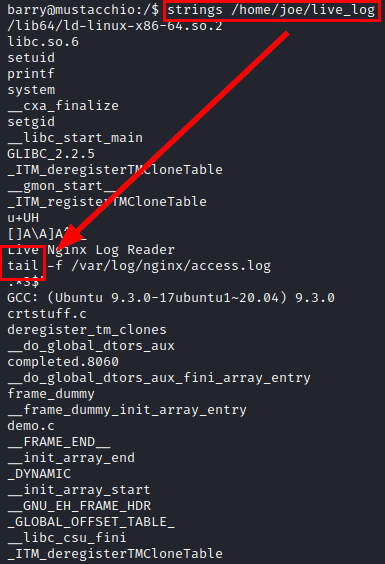 barry@mustacchio:/$ strings /home/joe/live_log
/lib64/ld-linux-x86-64.so.2
libc.so.6
setuid
printf
system
__cxa_finalize
setgid
__libc_start_main
GLIBC_2.2.5
_ITM_deregisterTMCloneTable
__gmon_start__
_ITM_registerTMCloneTable
u+UH
[]A\A]A
Live Nginx Log Reader
tail -f /var/log/nginx/access.log
:*3$"
GCC: (Ubuntu 9.3.0-17ubuntu1~20.04) 9.3.0
crtstuff.c
deregister_tm_clones
__do_global_dtors_aux
completed.8060
__do_global_dtors_aux_fini_array_entry
frame_dummy
__frame_dummy_init_array_entry
demo.c
__FRAME_END__
__init_array_end
_DYNAMIC
__init_array_start
__GNU_EH_FRAME_HDR
_GLOBAL_OFFSET_TABLE_
__libc_csu_fini
_ITM_deregisterTMCloneTable